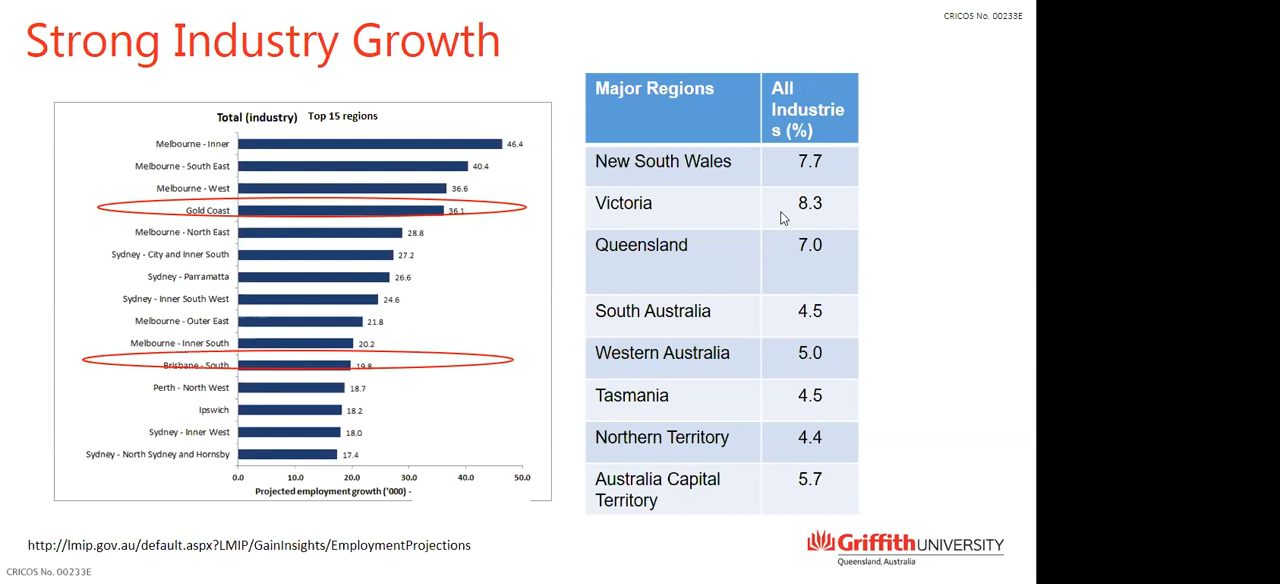 CRICOS No. 00233E
Strong Industry Growth
Total (industry) Top 15 regions
Melbourne - Inner 46.4
Melbourne - South East 40.4
Melbourne - West 36.6
Gold Coast 36.1
Melbourne - North East 28.8
Sydney - City and Inner South 27.2
Sydney - Parramatta 26.6
Sydney - Inner South West 24.6
Melbourne - Outer East 21.8
Melbourne - Inner South 20.2
Brisbane - South 19.8
Perth - North West 18.7
Ipswich 18.2
Sydney - Inner West 18.0
Sydney - North Sydney and Hornsby 17.4
0.0 10.0 20.0 30.0 40.0 50.0
Projected employment growth ('000) -
Major Regions All
Industrie
s (%)
New South Wales 7.7
Victoria 8.3
Queensland 7.0
South Australia 4.5
Western Australia 5.0
Tasmania 4.5
Northern Territory 4.4
Australia Capital 5.7
Territory
http://lmip.gov.au/default.aspx?LMIP/GainInsights/EmploymentProjections
Griffith UNIVERSITY
Queensland, Australia
CRICOS No. 00233E